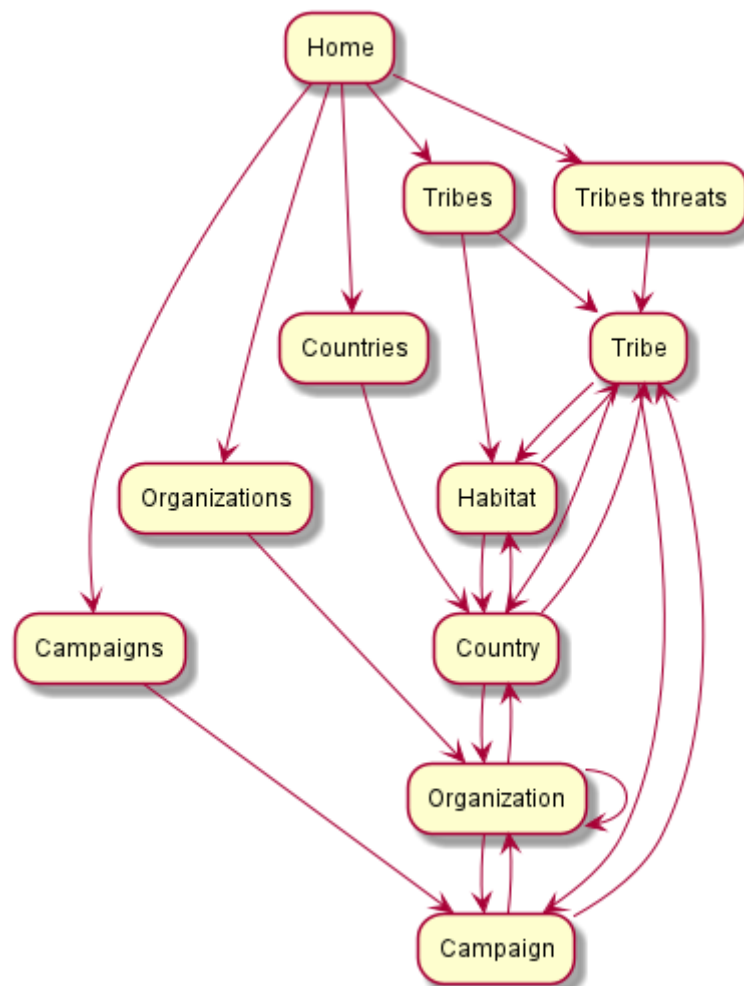 Home
Tribes
Tribes threats
Countries
Tribe
Organizations
Habitat
Campaigns
Country
Organization
Campaign